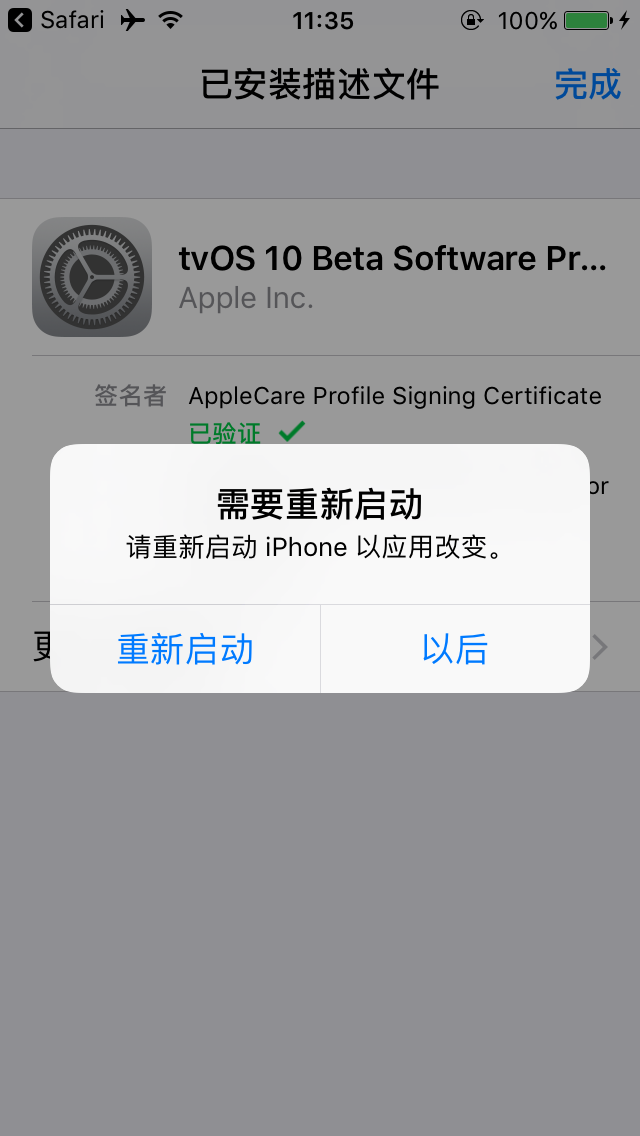 Safari
11:35
100%
已安装描述文件
完成
tvOS 10 Beta Software Pr...
Apple Inc.
签名者
AppleCare Profile Signing Certificate
已验证
or
需要重新启动
请重新启动 iPhone 以应用改变。
重新启动
以后